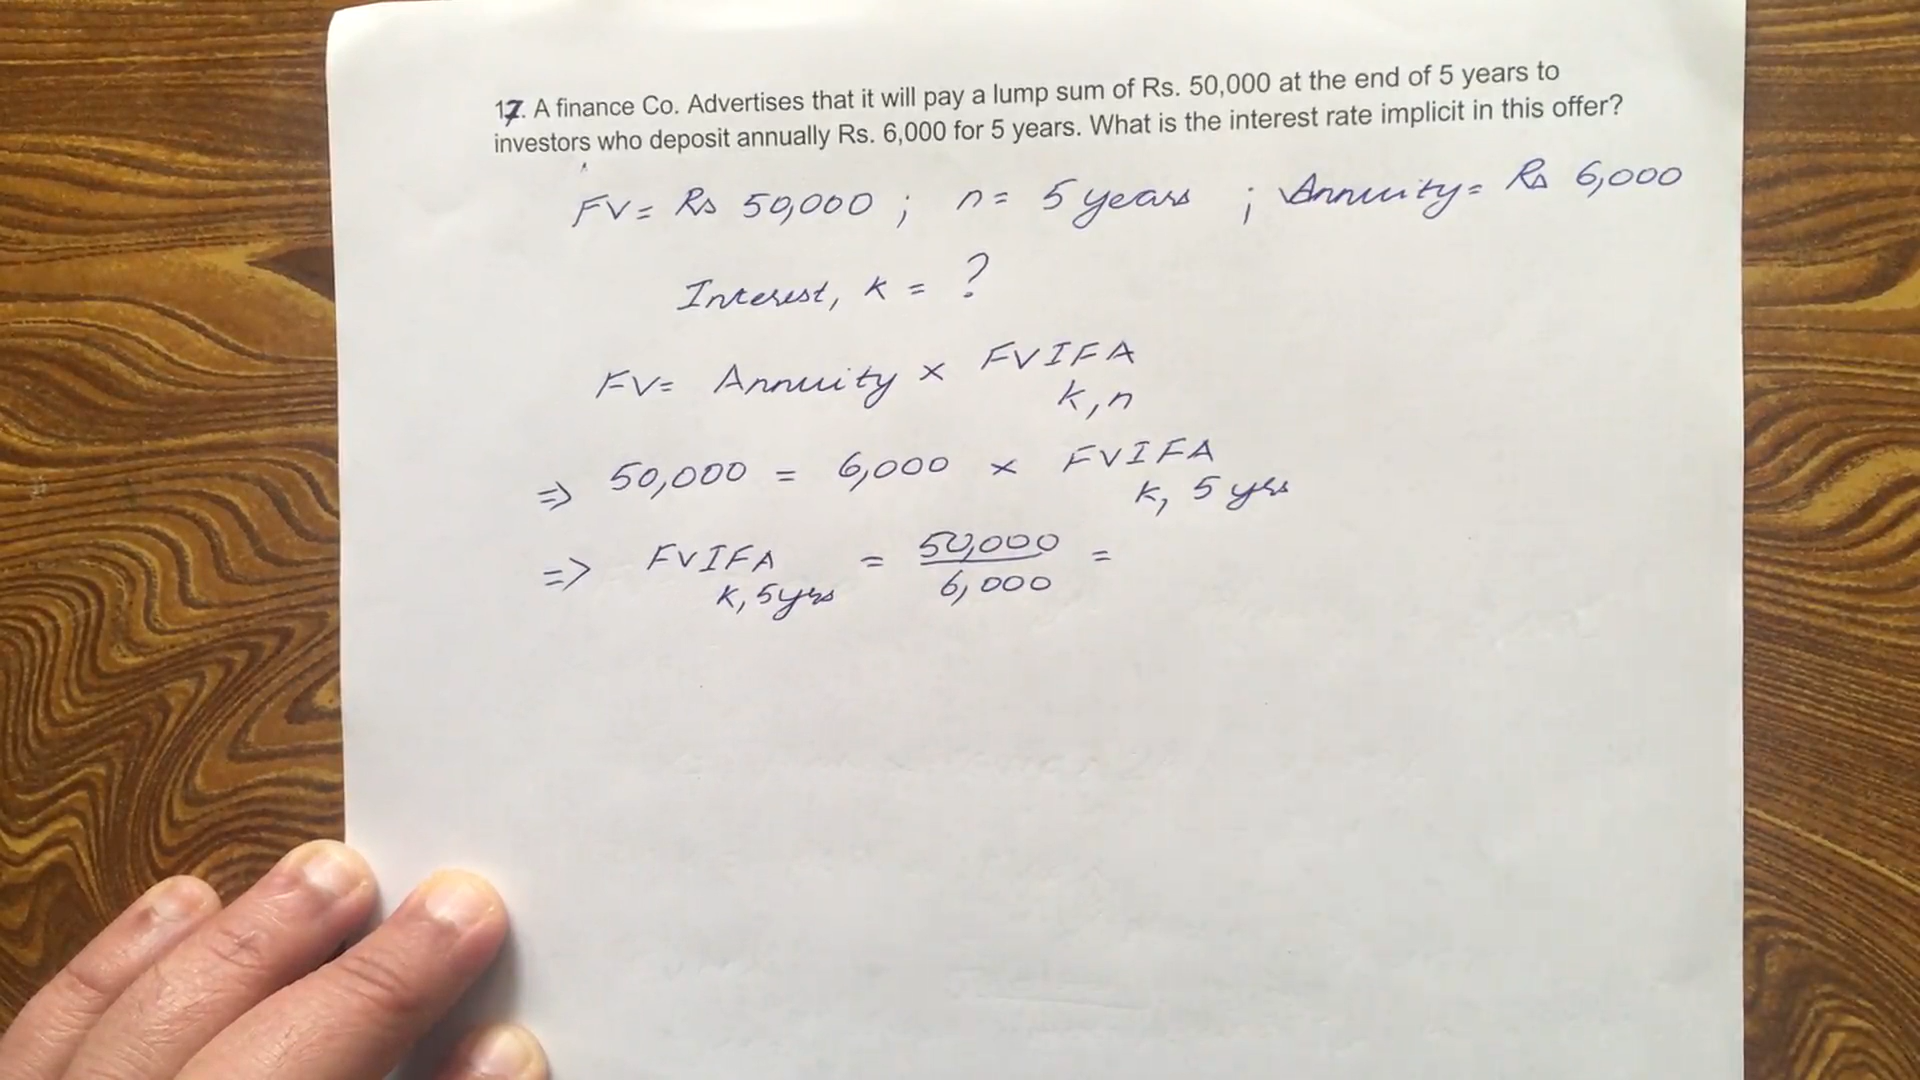 17. A finance Co. Advertises that it will pay a lump sum of Rs. 50,000 at the end of 5 years to
investors who deposit annually Rs. 6,000 for 5 years. What is the interest rate implicit in this offer?
FV= Rs 50,000 ; n= 5 years ; Annuity= Rs 6,000
Interest, k = ?
FV= Annuity x FVIFA
k,n
=> 50,000 = 6,000 x FVIFA
k, 5 yrs
=> FVIFA = 50,000 =
k, 5yrs 6,000